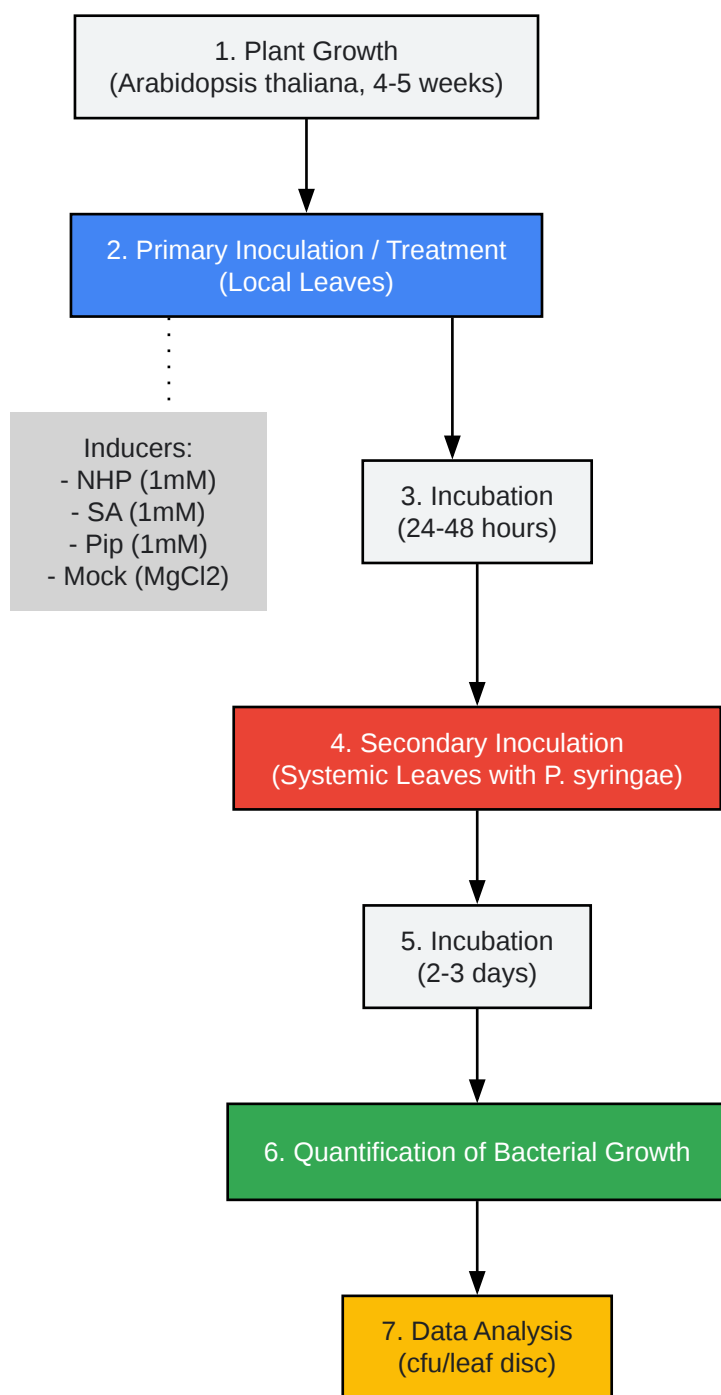 1. Plant Growth
(Arabidopsis thaliana, 4-5 weeks)
2. Primary Inoculation / Treatment
(Local Leaves)
Inducers:
- NHP (1mM)
- SA (1mM)
- Pip (1mM)
- Mock (MgCl2)
3. Incubation
(24-48 hours)
4. Secondary Inoculation
(Systemic Leaves with P. syringae)
5. Incubation
(2-3 days)
6. Quantification of Bacterial Growth
7. Data Analysis
(cfu/leaf disc)